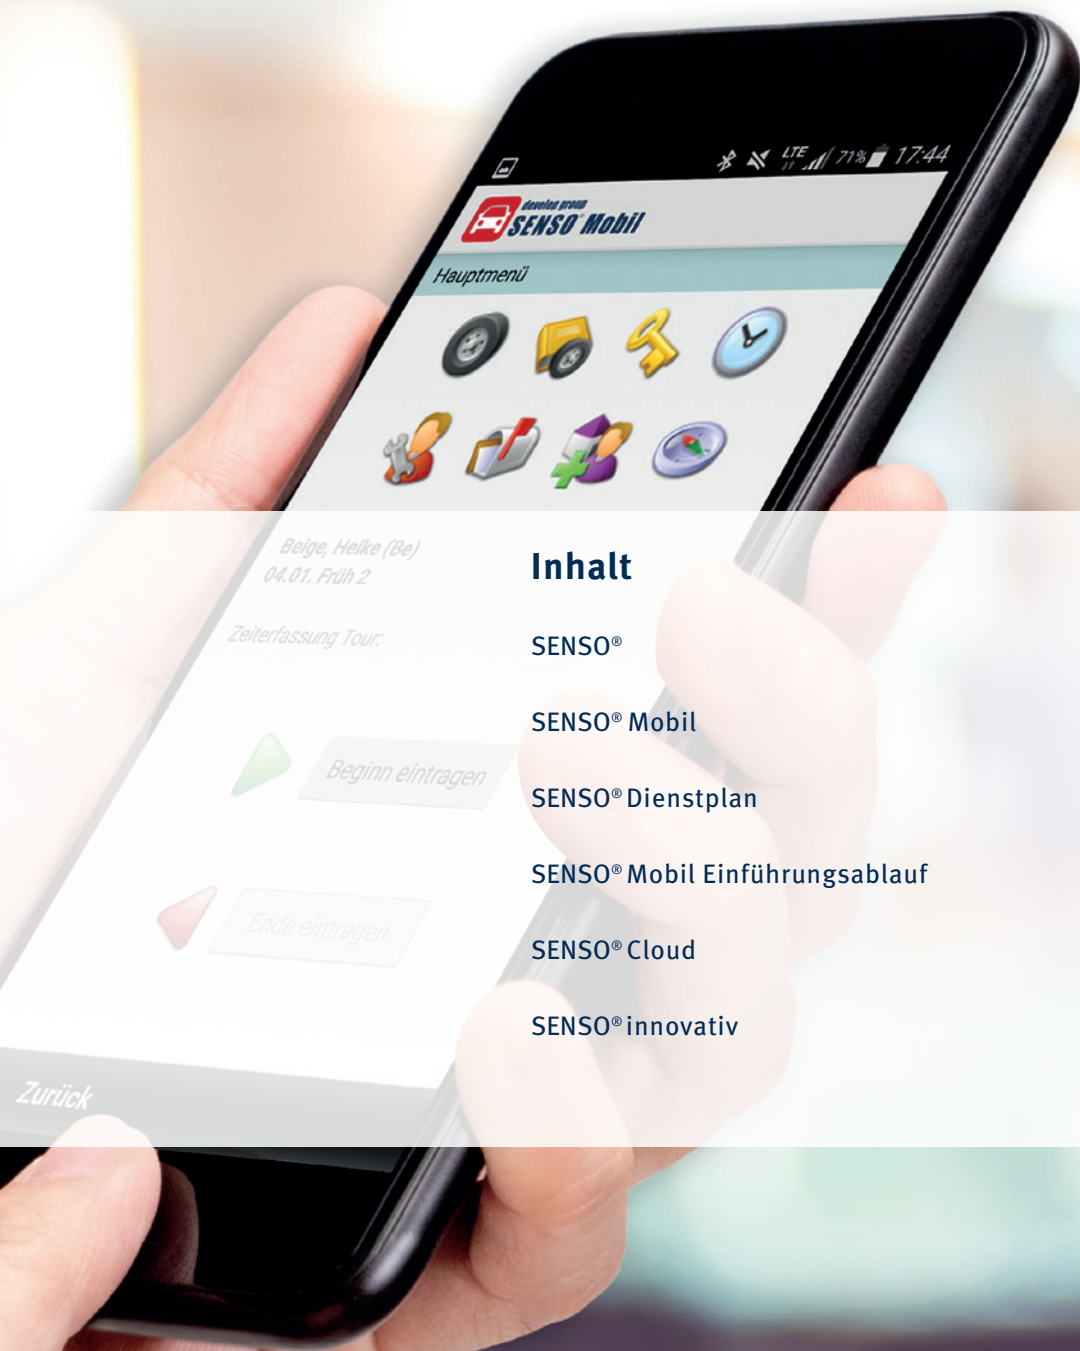 LTE 71% 17:44
develop group
SENSO® Mobil
Hauptmenü
Beige, Heike (Be)
04.01. Früh 2
Zeiterfassung Tour:
Beginn eintragen
Ende eintragen
Zurück
Inhalt
SENSO®
SENSO® Mobil
SENSO® Dienstplan
SENSO® Mobil Einführungsablauf
SENSO® Cloud
SENSO® innovativ